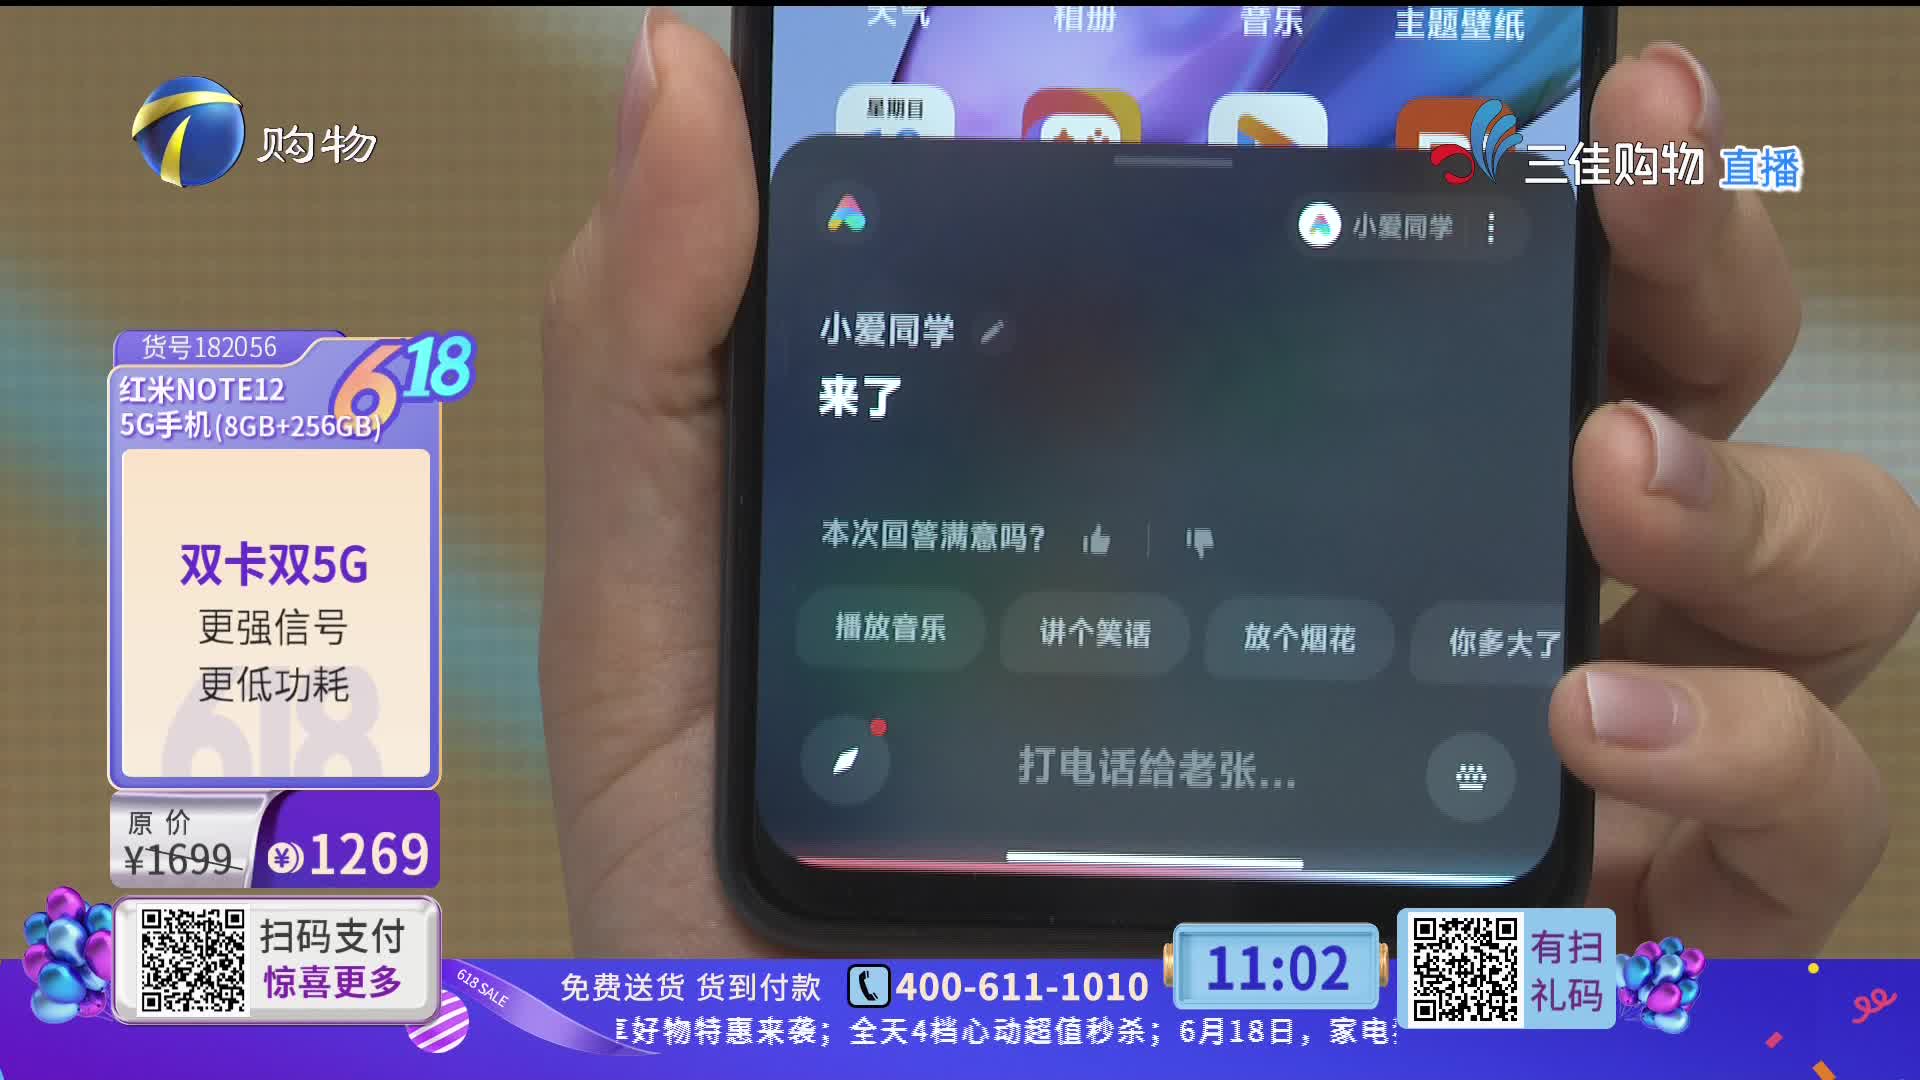 天气
相册
音乐
主题壁纸
星期日
购物
三佳购物 直播
小爱同学
小爱同学
来了
本次回答满意吗?
播放音乐
讲个笑话
放个烟花
你多大了
打电话给老张...
货号182056
618
红米NOTE12
5G手机(8GB+256GB)
双卡双5G
更强信号
更低功耗
618
原 价
¥1699
¥1269
扫码支付
惊喜更多
618 SALE
免费送货 货到付款
400-611-1010
11:02
有扫
礼码
好物特惠来袭；全天4档心动超值秒杀；6月18日，家电